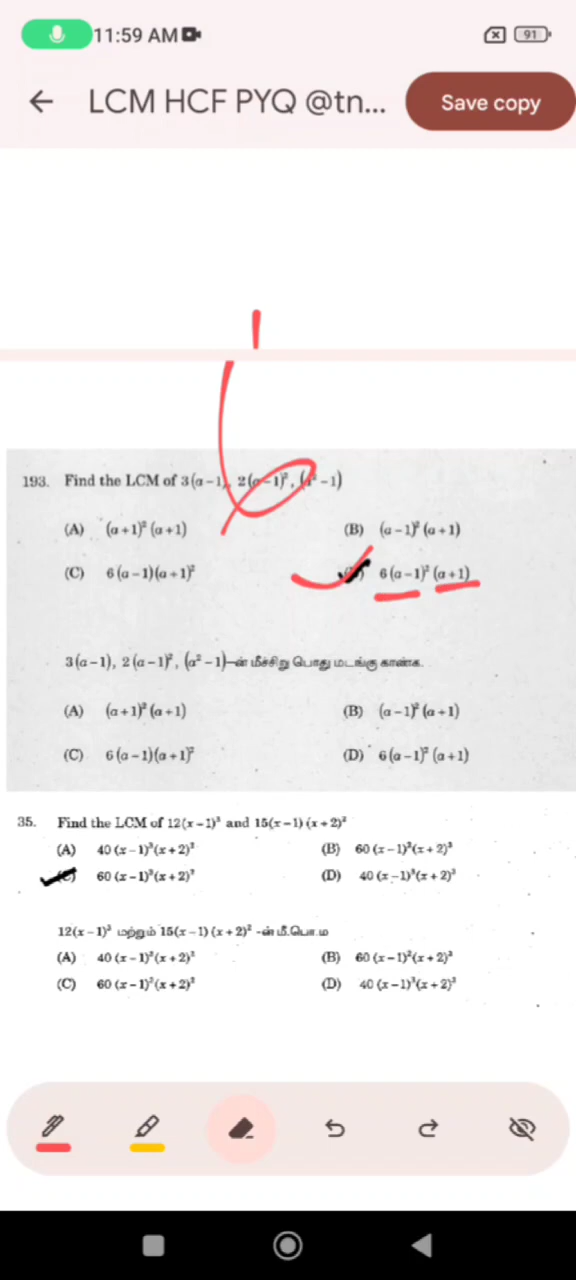 11:59 AM
91
LCM HCF PYQ @tn...
Save copy
193. Find the LCM of 3(a−1), 2(a−1)², (a²−1)
(A) (a+1)² (a+1)
(B) (a−1)² (a+1)
(C) 6(a−1)(a+1)²
6(a−1)² (a+1)
3(a−1), 2(a−1)², (a²−1)–ன் மீச்சிறு பொது மடங்கு காண்க.
(A) (a+1)² (a+1)
(B) (a−1)² (a+1)
(C) 6(a−1)(a+1)²
(D) 6(a−1)² (a+1)
35. Find the LCM of 12(x−1)³ and 15(x−1)(x+2)²
(A) 40(x−1)³(x+2)²
(B) 60(x−1)²(x+2)³
(C) 60(x−1)³(x+2)²
(D) 40(x−1)³(x+2)³
12(x−1)³ மற்றும் 15(x−1)(x+2)² -ன் மீ.பொ.ம
(A) 40(x−1)³(x+2)²
(B) 60(x−1)²(x+2)³
(C) 60(x−1)³(x+2)²
(D) 40(x−1)³(x+2)³